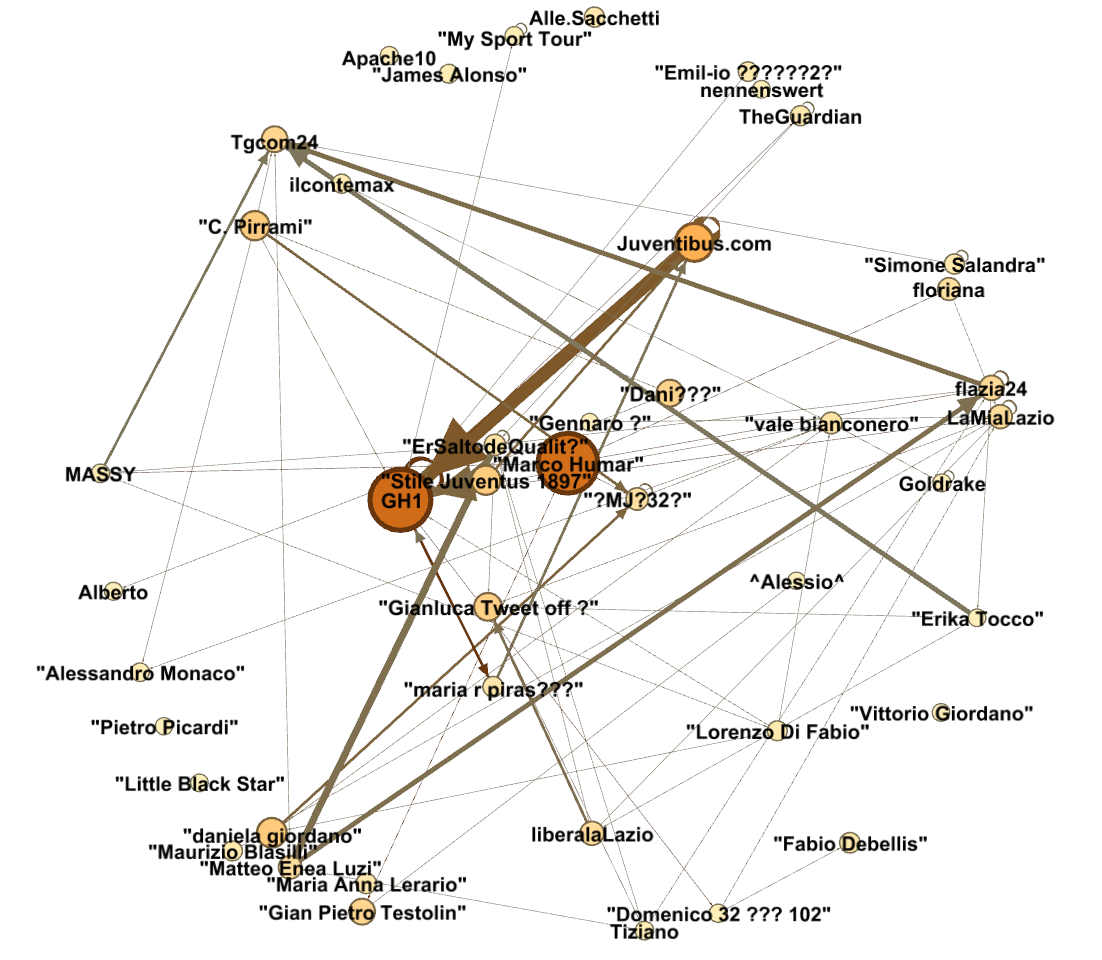 Alle.Sacchetti
"My Sport Tour"
Apache10
"James Alonso"
"Emil-io ??????2?"
nennenswert
TheGuardian
Tgcom24
ilcontemax
"C. Pirrami"
Juventibus.com
"Simone Salandra"
floriana
flazia24
"Dani???"
LaMiaLazio
"Gennaro ?"
"vale bianconero"
"ErSaltodeQualit?"
"Marco Humar"
MASSY
"Stile Juventus 1897"
Goldrake
GH1
"?MJ?32?"
^Alessio^
Alberto
"Gianluca Tweet off ?"
"Erika Tocco"
"Alessandro Monaco"
"maria r piras???"
"Vittorio Giordano"
"Pietro Picardi"
"Lorenzo Di Fabio"
"Little Black Star"
"daniela giordano"
liberalaLazio
"Fabio Debellis"
"Maurizio Blasilli"
"Matteo Enea Luzi"
"Maria Anna Lerario"
"Gian Pietro Testolin"
"Domenico 32 ??? 102"
Tiziano